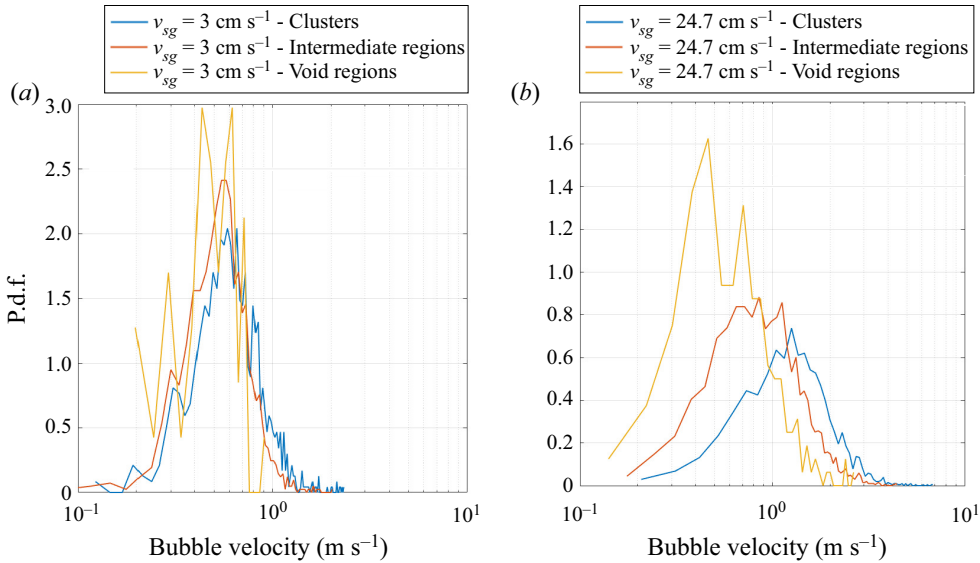 v_sg = 3 cm s⁻¹ - Clusters
v_sg = 3 cm s⁻¹ - Intermediate regions
v_sg = 3 cm s⁻¹ - Void regions
v_sg = 24.7 cm s⁻¹ - Clusters
v_sg = 24.7 cm s⁻¹ - Intermediate regions
v_sg = 24.7 cm s⁻¹ - Void regions
(a)
3.0
2.5
2.0
1.5
1.0
0.5
0
P.d.f.
10⁻¹
10⁰
10¹
Bubble velocity (m s⁻¹)
(b)
1.6
1.4
1.2
1.0
0.8
0.6
0.4
0.2
0
10⁻¹
10⁰
10¹
Bubble velocity (m s⁻¹)